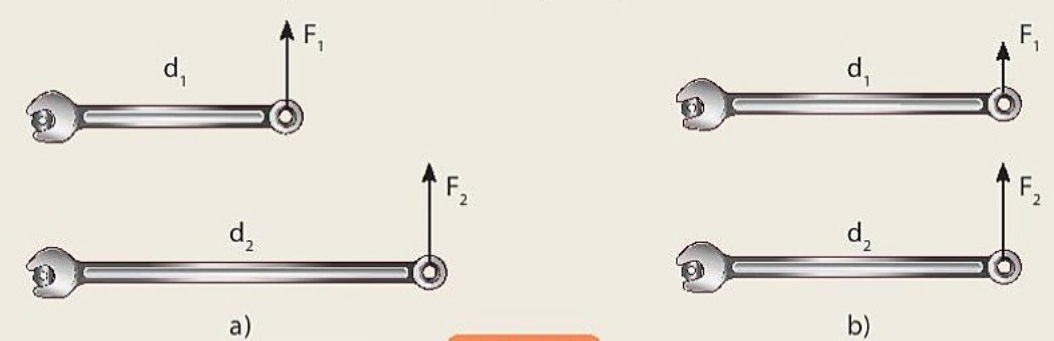 F₁
d₁
F₂
d₂
a)
F₁
d₁
F₂
d₂
b)